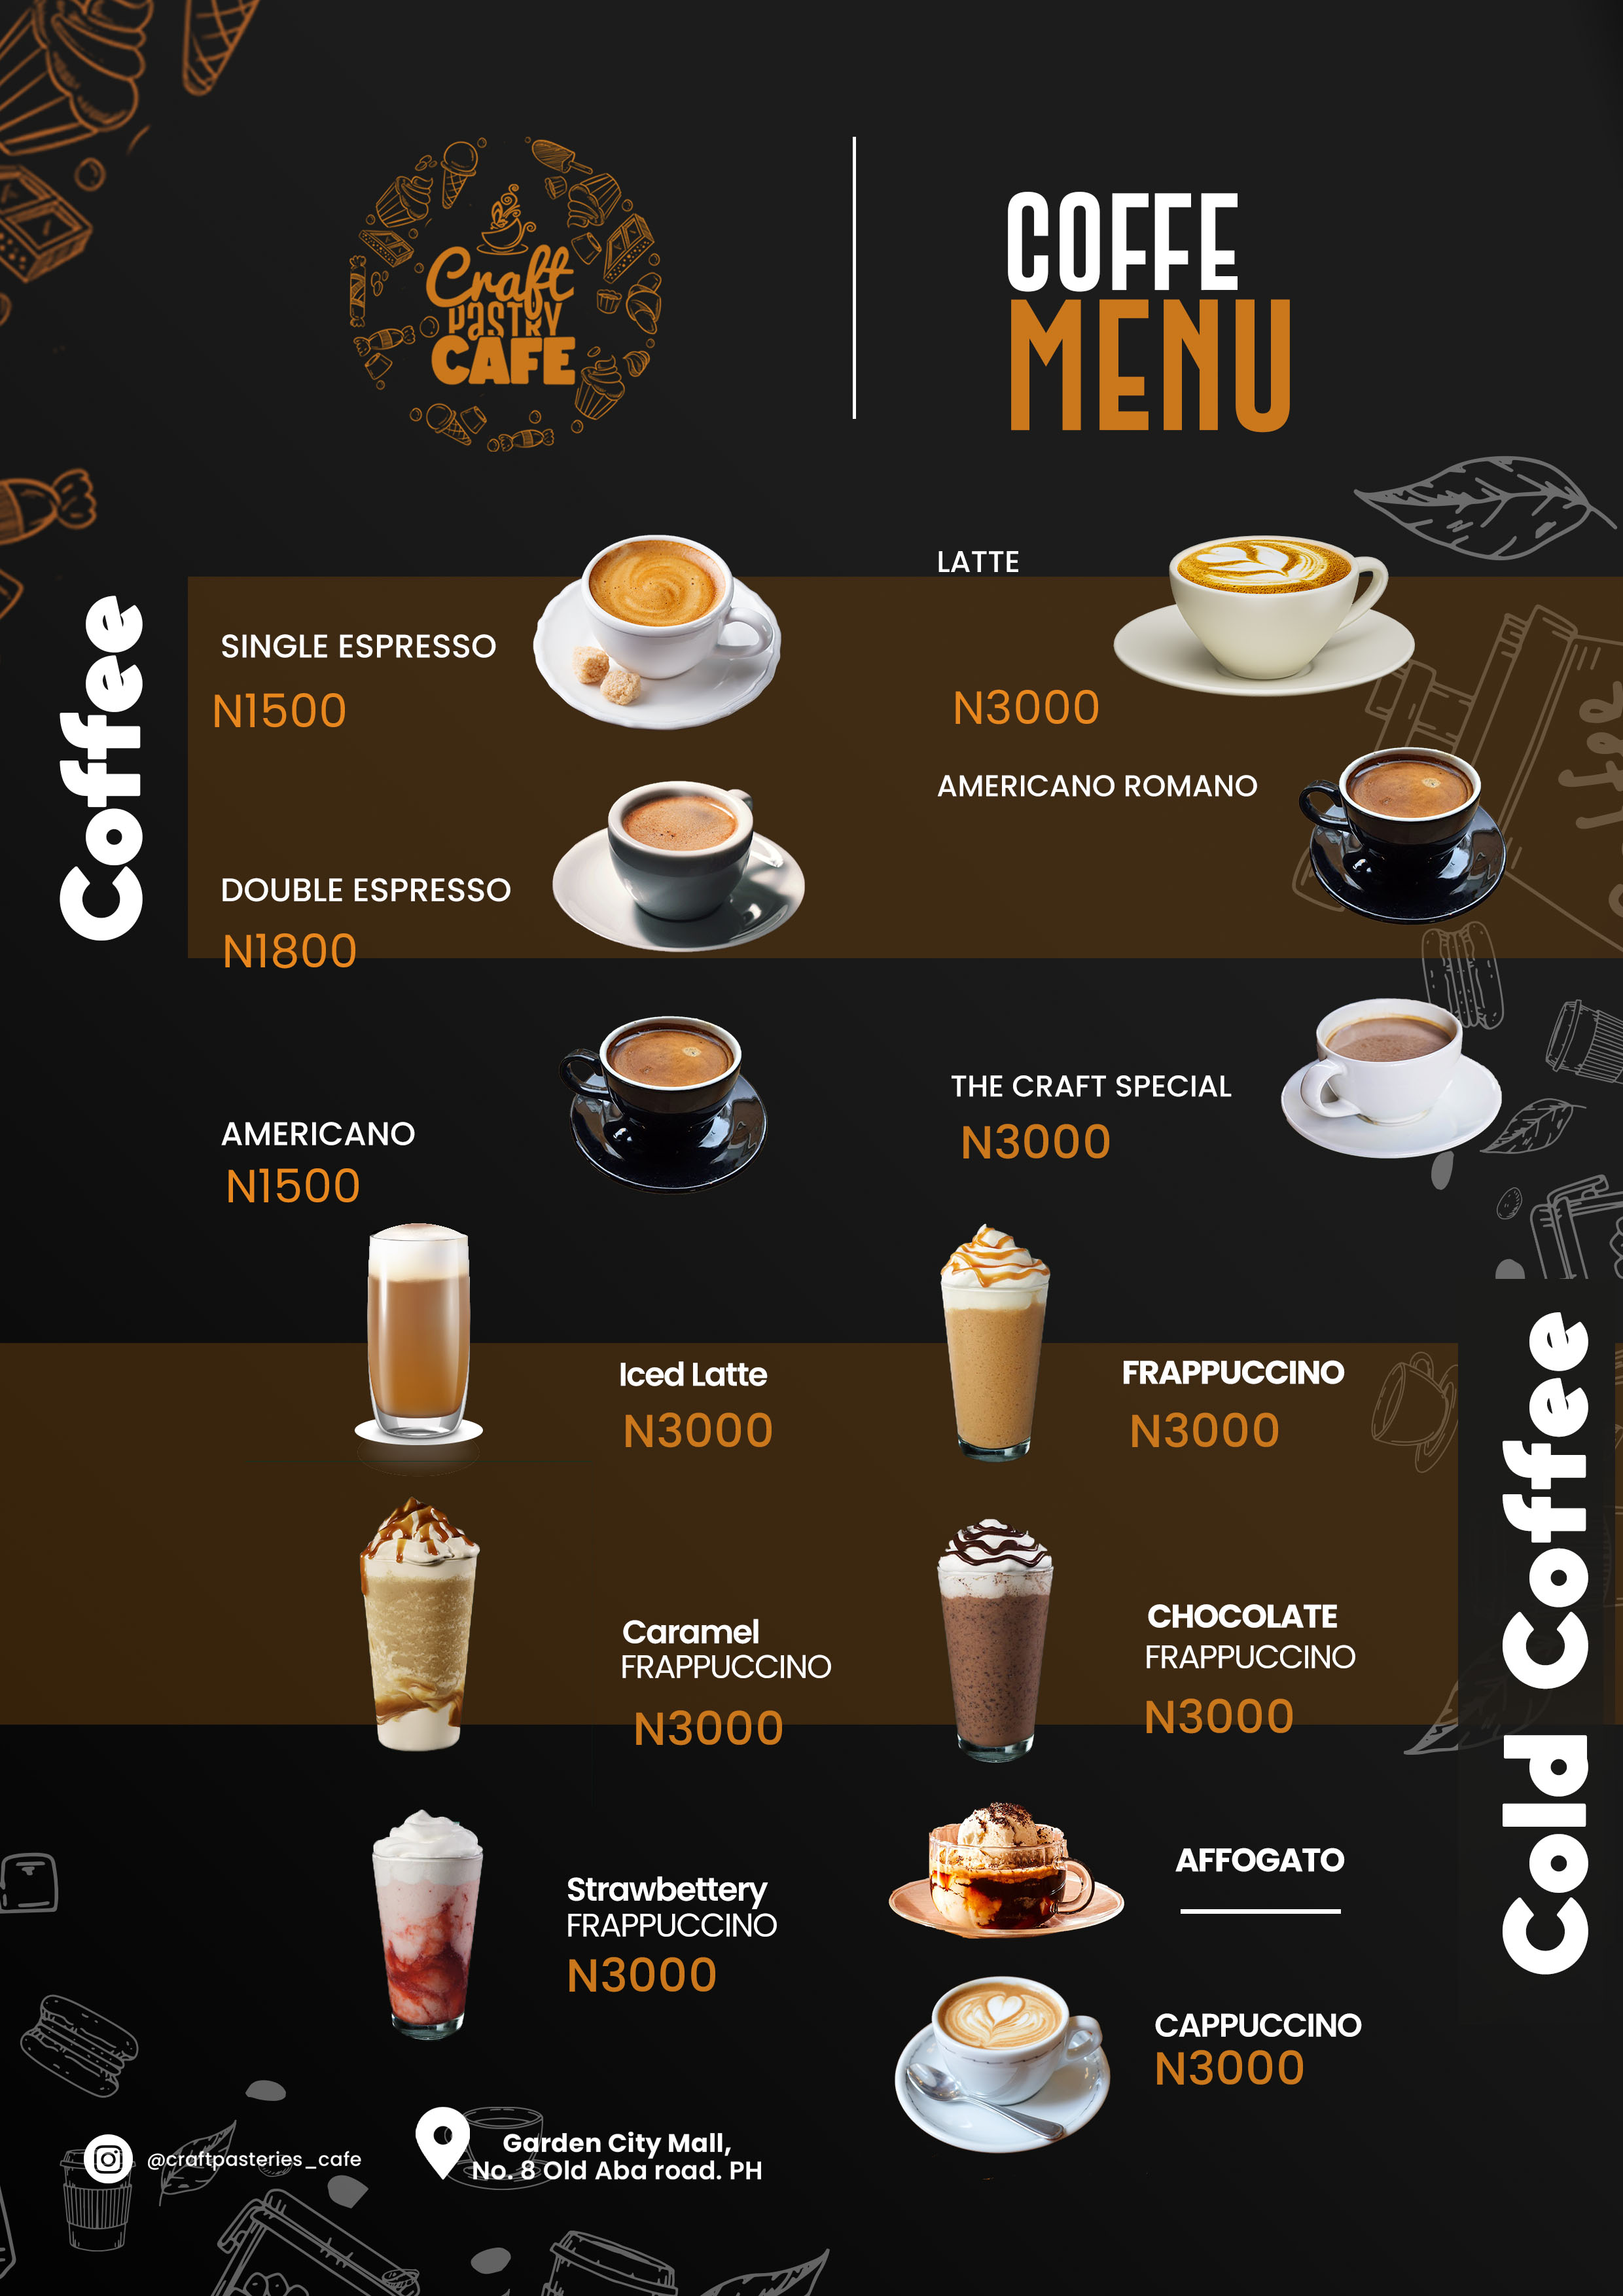 Craft
PASTRY
CAFE
COFFE
MENU
Coffee
SINGLE ESPRESSO
N1500
DOUBLE ESPRESSO
N1800
AMERICANO
N1500
LATTE
N3000
AMERICANO ROMANO
THE CRAFT SPECIAL
N3000
Cold Coffee
Iced Latte
N3000
FRAPPUCCINO
N3000
Caramel
FRAPPUCCINO
N3000
CHOCOLATE
FRAPPUCCINO
N3000
Strawbettery
FRAPPUCCINO
N3000
AFFOGATO
CAPPUCCINO
N3000
@craftpasteries_cafe
Garden City Mall,
No. 8 Old Aba road. PH